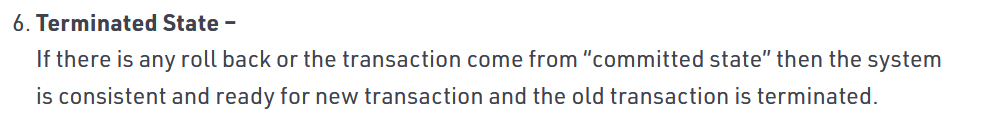 6. Terminated State –
If there is any roll back or the transaction come from “committed state” then the system
is consistent and ready for new transaction and the old transaction is terminated.